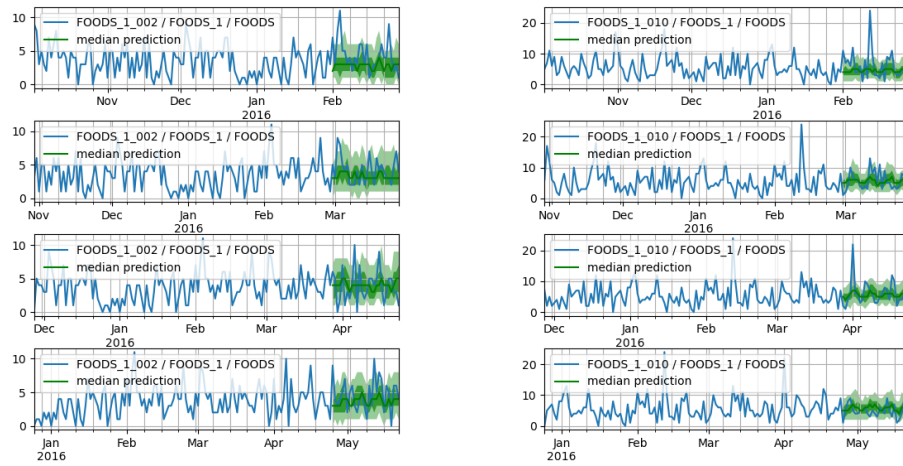 10
5
0
FOODS_1_002 / FOODS_1 / FOODS
median prediction
Nov Dec Jan Feb
2016
20
10
0
FOODS_1_010 / FOODS_1 / FOODS
median prediction
Nov Dec Jan Feb
2016
10
5
0
FOODS_1_002 / FOODS_1 / FOODS
median prediction
Nov Dec Jan Feb Mar
2016
20
10
0
FOODS_1_010 / FOODS_1 / FOODS
median prediction
Nov Dec Jan Feb Mar
2016
10
5
0
FOODS_1_002 / FOODS_1 / FOODS
median prediction
Dec Jan Feb Mar Apr
2016
20
10
0
FOODS_1_010 / FOODS_1 / FOODS
median prediction
Dec Jan Feb Mar Apr
2016
10
5
0
FOODS_1_002 / FOODS_1 / FOODS
median prediction
Jan Feb Mar Apr May
2016
20
10
0
FOODS_1_010 / FOODS_1 / FOODS
median prediction
Jan Feb Mar Apr May
2016